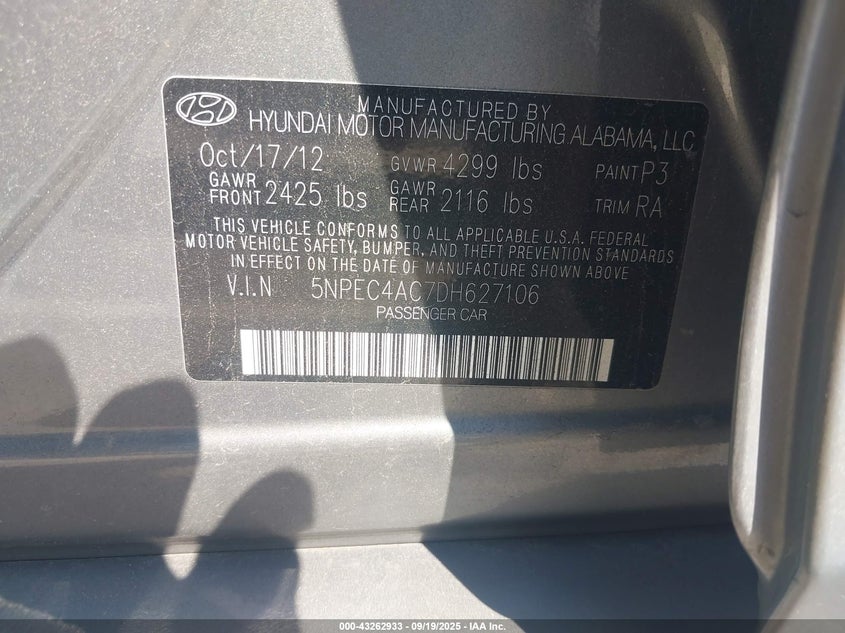 MANUFACTURED BY
HYUNDAI MOTOR MANUFACTURING ALABAMA, LLC
Oct/17/12 GVWR 4299 lbs PAINT P3
GAWR FRONT 2425 lbs GAWR REAR 2116 lbs TRIM RA
THIS VEHICLE CONFORMS TO ALL APPLICABLE U.S.A. FEDERAL
MOTOR VEHICLE SAFETY, BUMPER, AND THEFT PREVENTION STANDARDS
IN EFFECT ON THE DATE OF MANUFACTURE SHOWN ABOVE
V.I.N 5NPEC4AC7DH627106
PASSENGER CAR
000-43262933 - 09/19/2025 - IAA Inc.